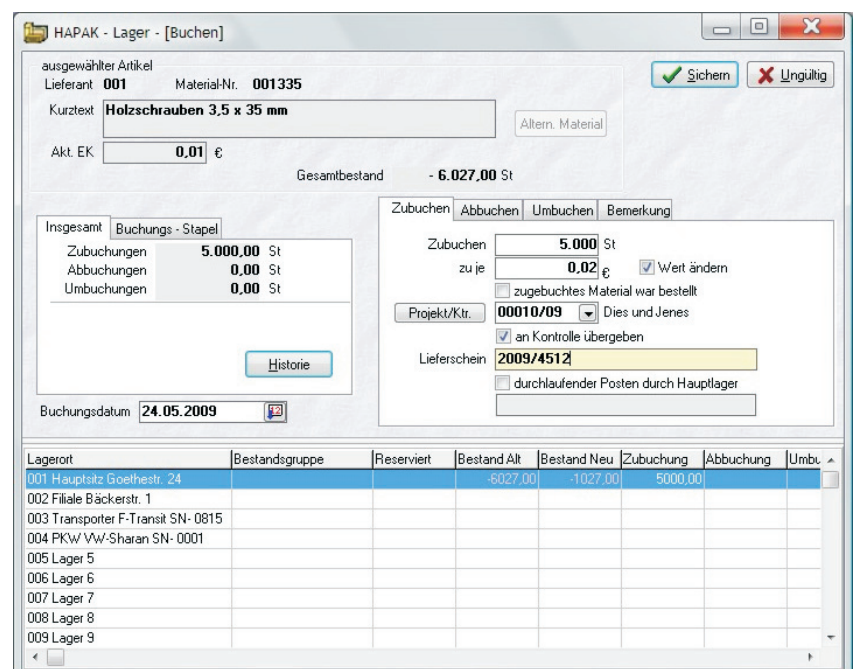 HAPAK - Lager - [Buchen]
ausgewählter Artikel
Lieferant 001 Material-Nr. 001335
Sichern Ungültig
Kurztext Holzschrauben 3,5 x 35 mm
Altern. Material
Akt. EK 0,01 €
Gesamtbestand - 6.027,00 St
Zubuchen Abbuchen Umbuchen Bemerkung
Insgesamt Buchungs - Stapel
Zubuchungen 5.000,00 St
Abbuchungen 0,00 St
Umbuchungen 0,00 St
Historie
Buchungsdatum 24.05.2009 12
Zubuchen 5.000 St
zu je 0,02 € Wert ändern
zugebuchtes Material war bestellt
Projekt/Ktr. 00010/09 Dies und Jenes
an Kontrolle übergeben
Lieferschein 2009/4512
durchlaufender Posten durch Hauptlager
Lagerort Bestandsgruppe Reserviert Bestand Alt Bestand Neu Zubuchung Abbuchung Umbu
001 Hauptsitz Goethestr. 24 -6027,00 -1027,00 5000,00
002 Filiale Bäckerstr. 1
003 Transporter F-Transit SN- 0815
004 PKW VW-Sharan SN- 0001
005 Lager 5
006 Lager 6
007 Lager 7
008 Lager 8
009 Lager 9